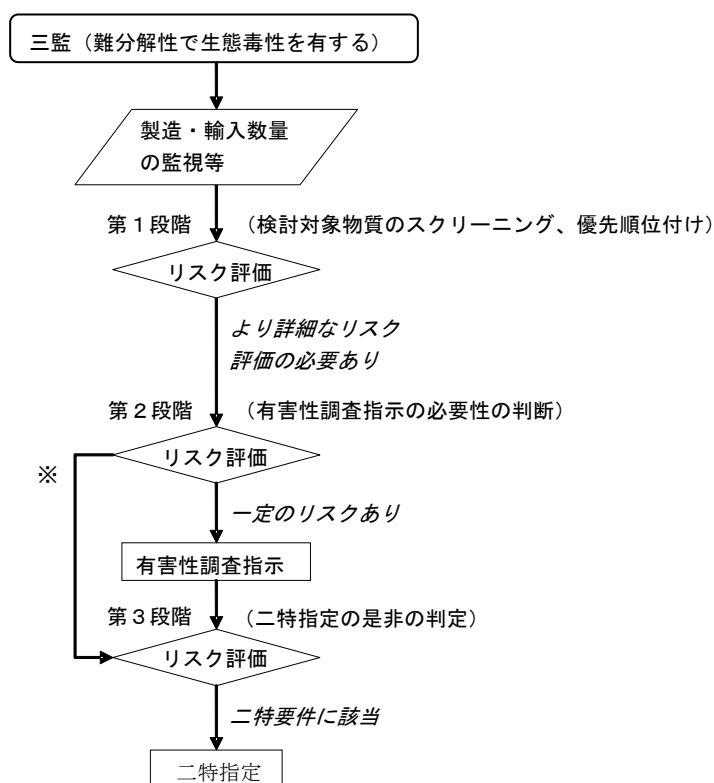 三監（難分解性で生態毒性を有する）
製造・輸入数量
の監視等
第１段階　（検討対象物質のスクリーニング、優先順位付け）
リスク評価
より詳細なリスク
評価の必要あり
第２段階　（有害性調査指示の必要性の判断）
リスク評価
※
一定のリスクあり
有害性調査指示
第３段階　（二特指定の是非の判定）
リスク評価
二特要件に該当
二特指定